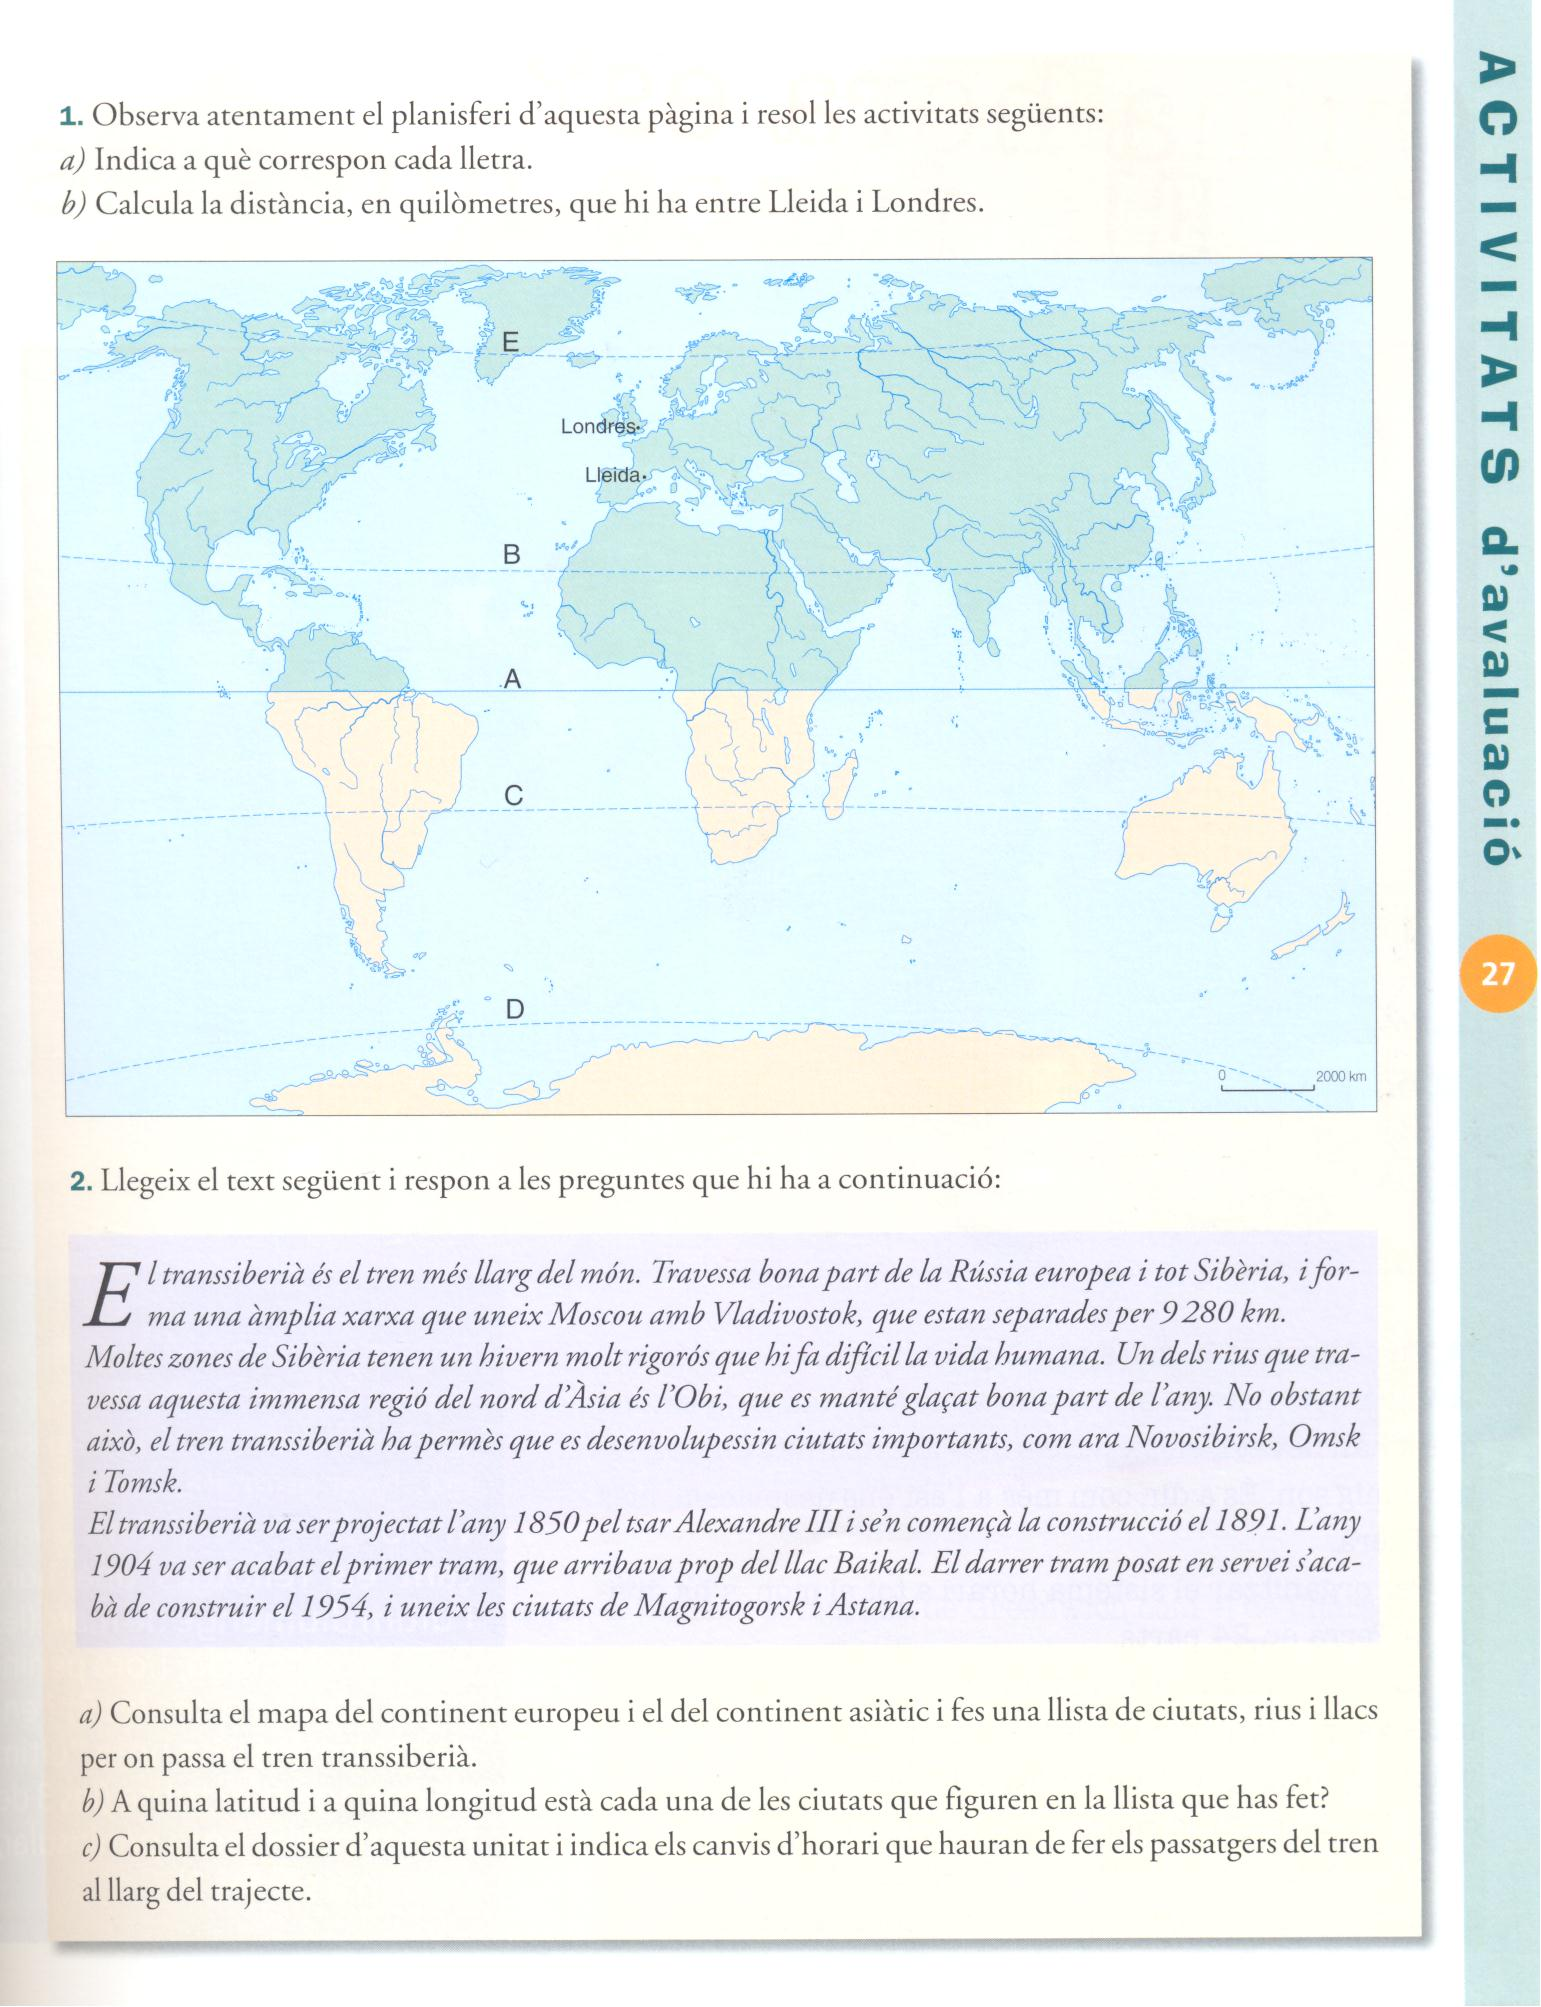 1. Observa atentament el planisferi d'aquesta pàgina i resol les activitats següents:
a) Indica a què correspon cada lletra.
b) Calcula la distància, en quilòmetres, que hi ha entre Lleida i Londres.
E
Londres
Lleida
B
A
C
D
0 2000 km
2. Llegeix el text següent i respon a les preguntes que hi ha a continuació:
El transsiberià és el tren més llarg del món. Travessa bona part de la Rússia europea i tot Sibèria, i for-
ma una àmplia xarxa que uneix Moscou amb Vladivostok, que estan separades per 9 280 km.
Moltes zones de Sibèria tenen un hivern molt rigorós que hi fa difícil la vida humana. Un dels rius que tra-
vessa aquesta immensa regió del nord d'Àsia és l'Obi, que es manté glaçat bona part de l'any. No obstant
això, el tren transsiberià ha permès que es desenvolupessin ciutats importants, com ara Novosibirsk, Omsk
i Tomsk.
El transsiberià va ser projectat l'any 1850 pel tsar Alexandre III i se'n començà la construcció el 1891. L'any
1904 va ser acabat el primer tram, que arribava prop del llac Baikal. El darrer tram posat en servei s'aca-
bà de construir el 1954, i uneix les ciutats de Magnitogorsk i Astana.
a) Consulta el mapa del continent europeu i el del continent asiàtic i fes una llista de ciutats, rius i llacs
per on passa el tren transsiberià.
b) A quina latitud i a quina longitud està cada una de les ciutats que figuren en la llista que has fet?
c) Consulta el dossier d'aquesta unitat i indica els canvis d'horari que hauran de fer els passatgers del tren
al llarg del trajecte.
ACTIVITATS d'avaluació
27